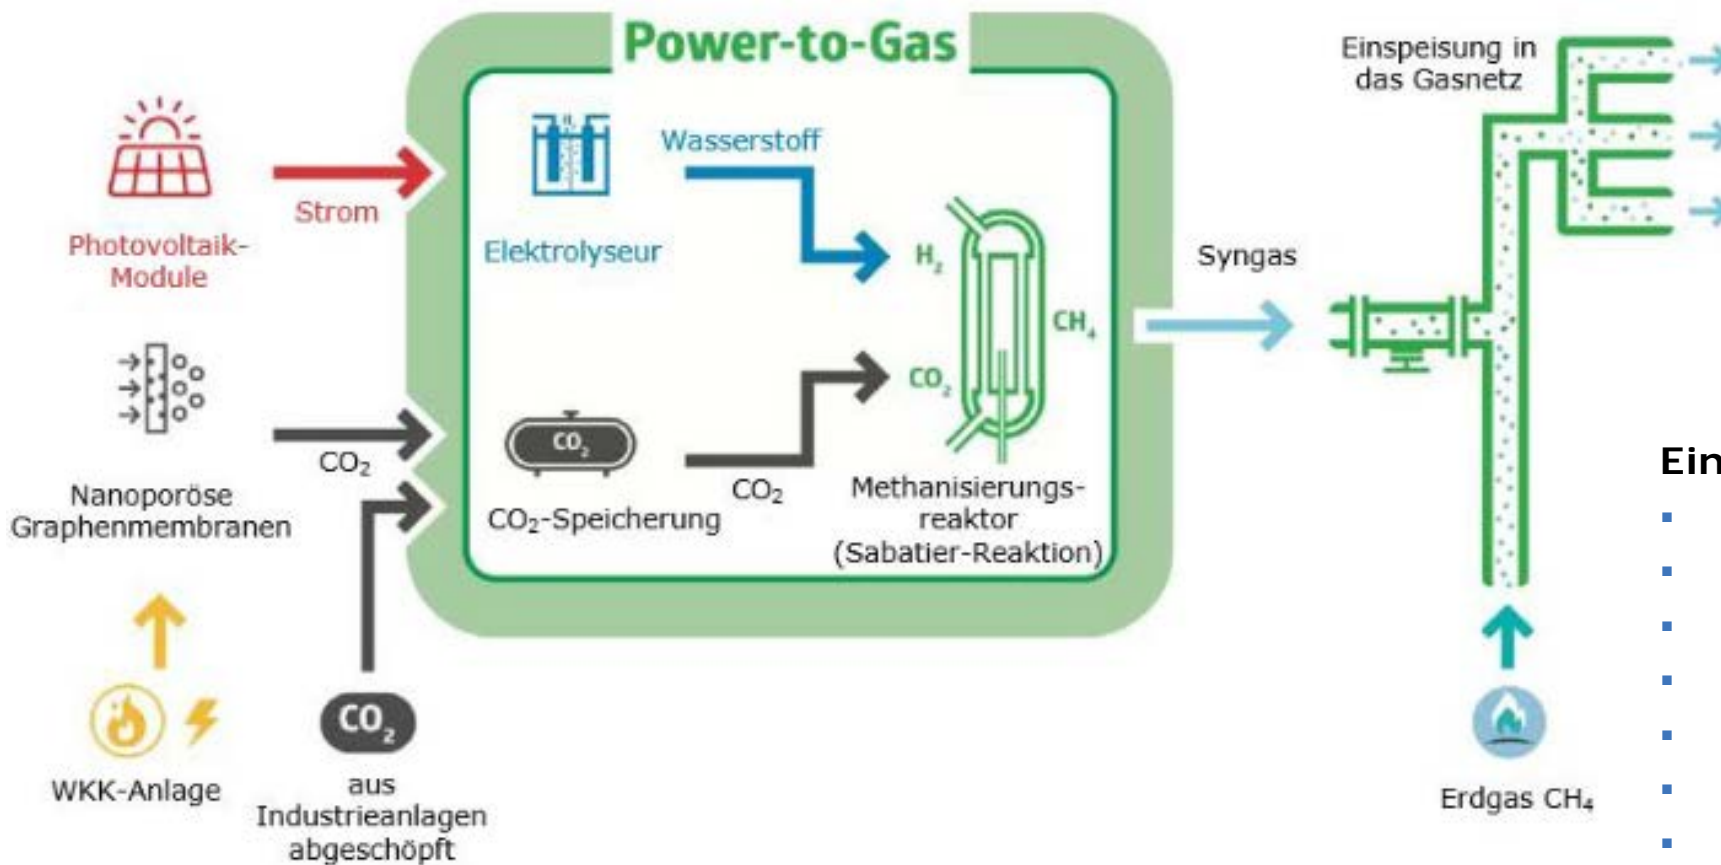 Power-to-Gas
Einspeisung in
das Gasnetz
Wasserstoff
H₂
Strom
Photovoltaik-
Module
Elektrolyseur
H₂
Syngas
CH₄
CO₂
CO₂
CO₂
Nanoporöse
Graphenmembranen
CO₂-Speicherung
CO₂
Methanisierungs-
reaktor
(Sabatier-Reaktion)
Ein
CO₂
WKK-Anlage
aus
Industrieanlagen
abgeschöpft
Erdgas CH₄